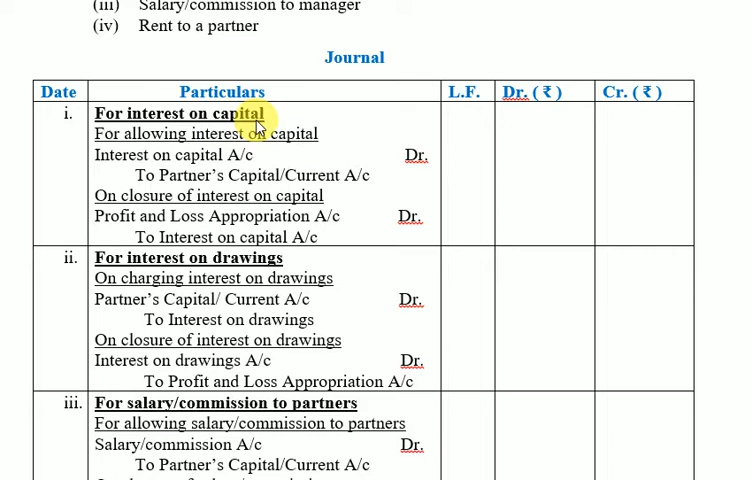 (iii) Salary/commission to manager
(iv) Rent to a partner
Journal
Date Particulars L.F. Dr. ( ₹ ) Cr. ( ₹ )
i. For interest on capital
For allowing interest on capital
Interest on capital A/c Dr.
To Partner's Capital/Current A/c
On closure of interest on capital
Profit and Loss Appropriation A/c Dr.
To Interest on capital A/c
ii. For interest on drawings
On charging interest on drawings
Partner's Capital/ Current A/c Dr.
To Interest on drawings
On closure of interest on drawings
Interest on drawings A/c Dr.
To Profit and Loss Appropriation A/c
iii. For salary/commission to partners
For allowing salary/commission to partners
Salary/commission A/c Dr.
To Partner's Capital/Current A/c